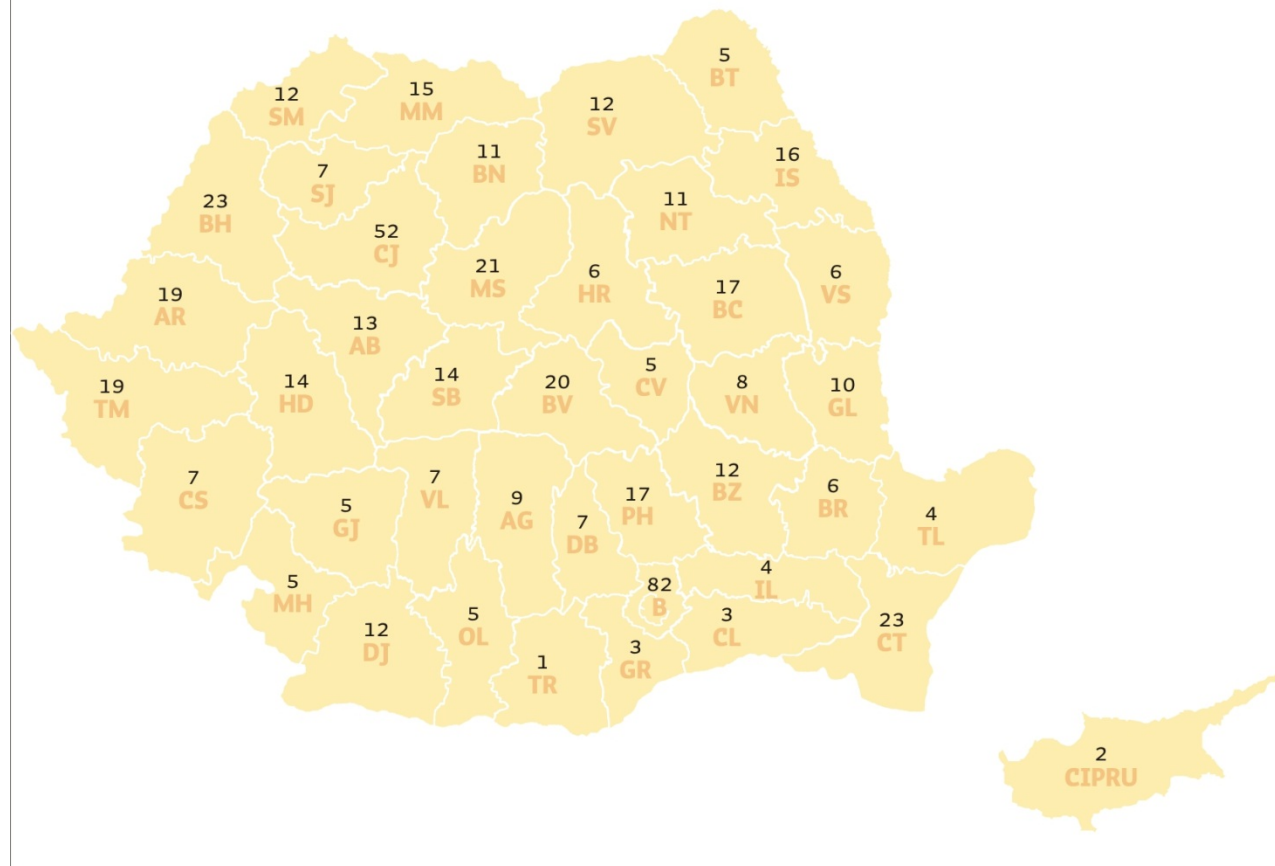 5
BT
15
MM
12
SM
12
SV
11
BN
16
IS
7
SJ
23
BH
11
NT
52
CJ
21
MS
6
HR
6
VS
17
BC
19
AR
13
AB
5
CV
14
SB
14
HD
20
BV
8
VN
10
GL
19
TM
7
CS
7
VL
12
BZ
6
BR
17
PH
9
AG
5
GJ
4
TL
7
DB
4
IL
5
MH
82
B
5
OL
3
CL
23
CT
12
DJ
3
GR
1
TR
2
CIPRU